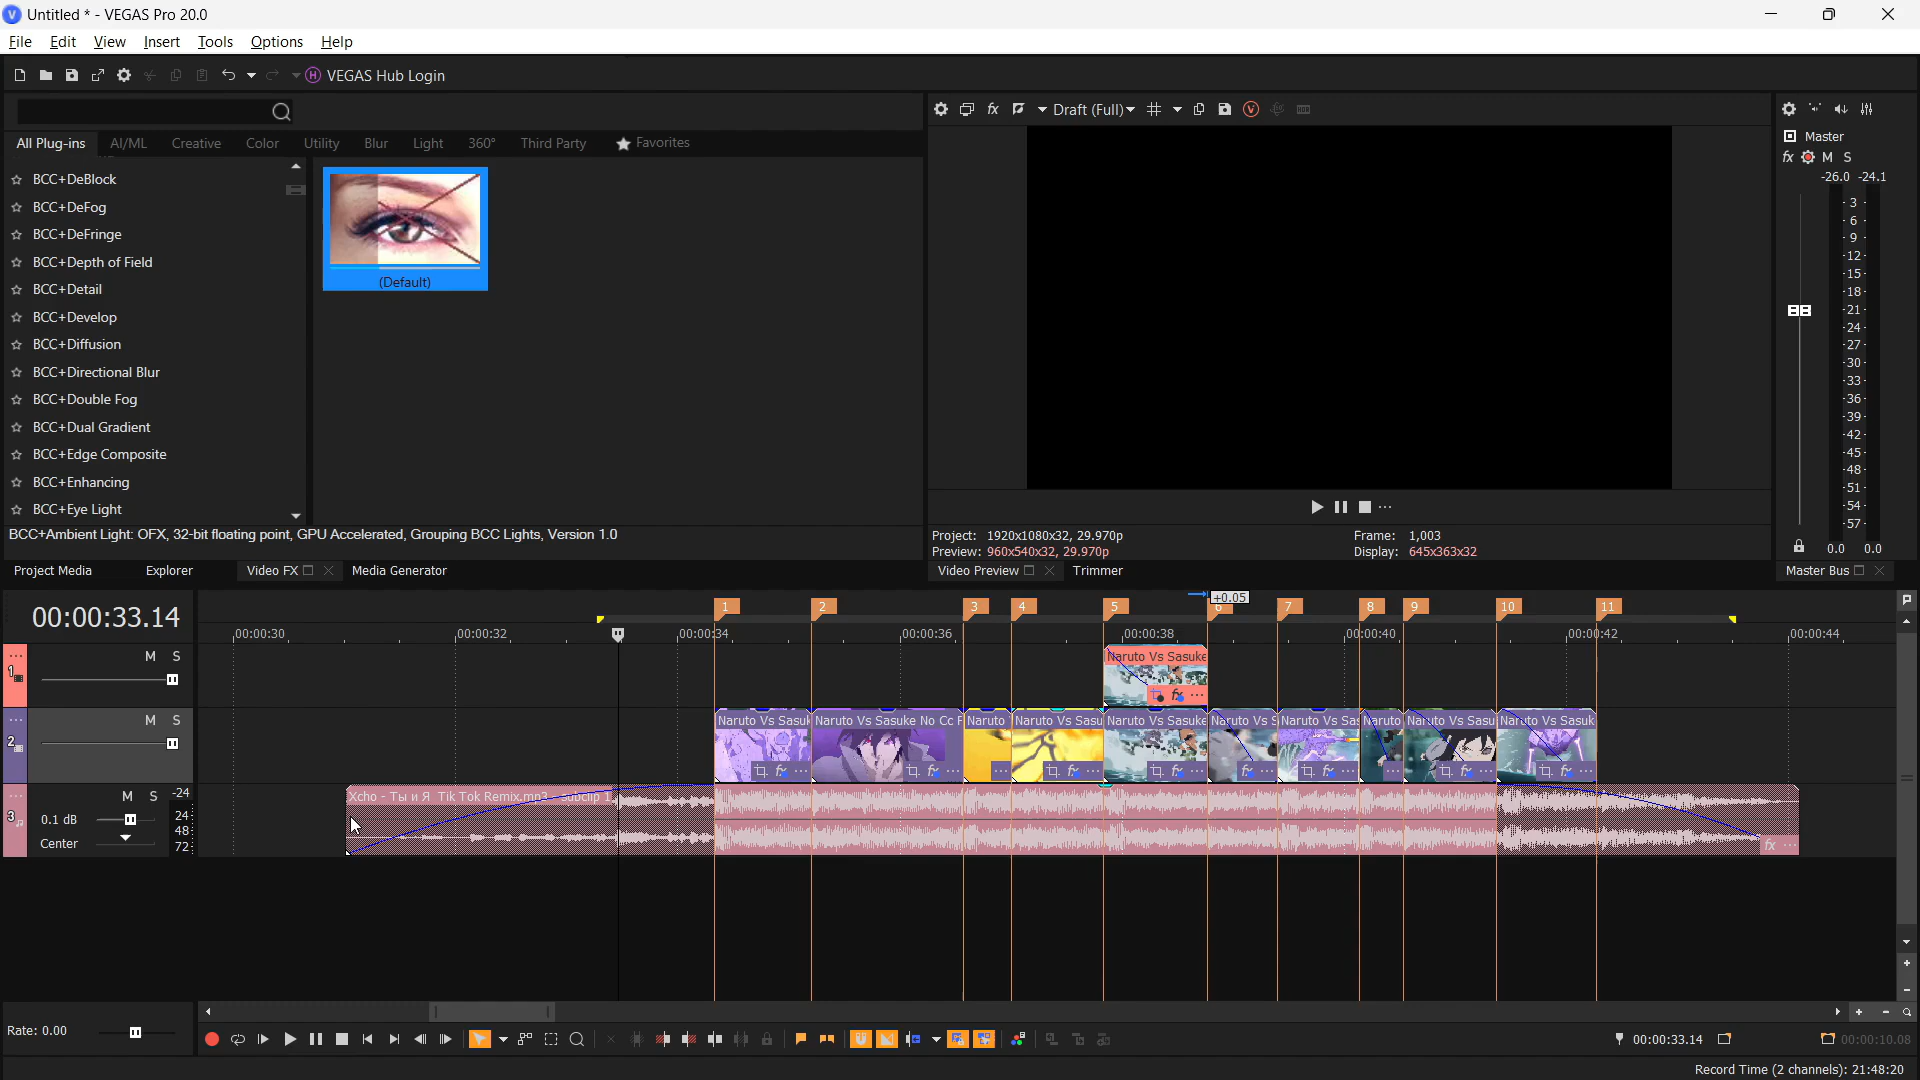 Untitled * - VEGAS Pro 20.0
File Edit View Insert Tools Options Help
VEGAS Hub Login
Draft (Full)
All Plug-ins AI/ML Creative Color Utility Blur Light 360° Third Party Favorites
Master
fx M S
-26.0 -24.1
BCC+DeBlock
BCC+DeFog
BCC+DeFringe
BCC+Depth of Field
BCC+Detail
BCC+Develop
BCC+Diffusion
BCC+Directional Blur
BCC+Double Fog
BCC+Dual Gradient
BCC+Edge Composite
BCC+Enhancing
BCC+Eye Light
(Default)
- 3 -
- 6 -
- 9 -
-12-
-15-
-18-
-21-
-24-
-27-
-30-
-33-
-36-
-39-
-42-
-45-
-48-
-51-
-54-
-57-
0.0 0.0
BCC+Ambient Light: OFX, 32-bit floating point, GPU Accelerated, Grouping BCC Lights, Version 1.0
Project: 1920x1080x32, 29.970p Frame: 1,003
Preview: 960x540x32, 29.970p Display: 645x363x32
Project Media Explorer Video FX Media Generator Video Preview Trimmer Master Bus
00:00:33.14
+0.05
1 2 3 4 5 6 7 8 9 10 11
00:00:30 00:00:32 00:00:34 00:00:36 00:00:38 00:00:40 00:00:42 00:00:44
1 M S
Naruto Vs Sasuke
2 M S
Naruto Vs Sasuk Naruto Vs Sasuke No Cc F Naruto Naruto Vs Sasu Naruto Vs Sasuke Naruto Vs S Naruto Vs Sas Naruto Naruto Vs Sasu Naruto Vs Sasuk
3 M S -24
Xcho - Ты и Я Tik Tok Remix.mp3 - Subclip 1
0.1 dB 24
48
Center 72
Rate: 0.00
00:00:33.14 00:00:10.08
Record Time (2 channels): 21:48:20